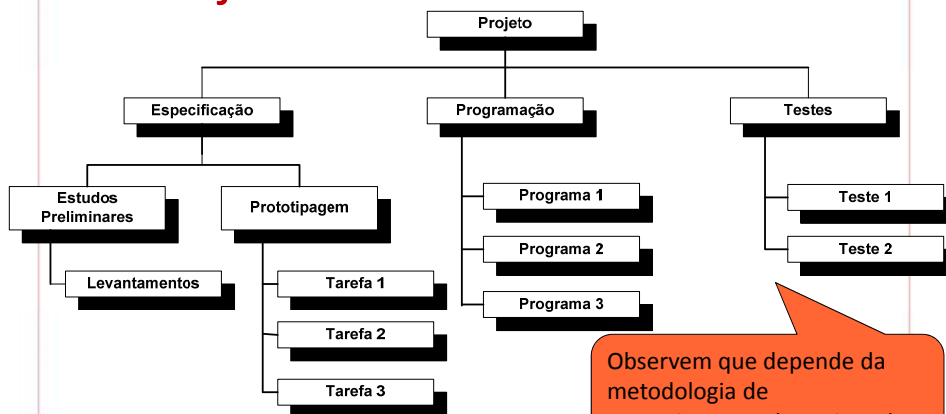 Projeto
Especificação
Programação
Testes
Estudos
Preliminares
Prototipagem
Levantamentos
Tarefa 1
Tarefa 2
Tarefa 3
Programa 1
Programa 2
Programa 3
Teste 1
Teste 2
Observem que depende da
metodologia de